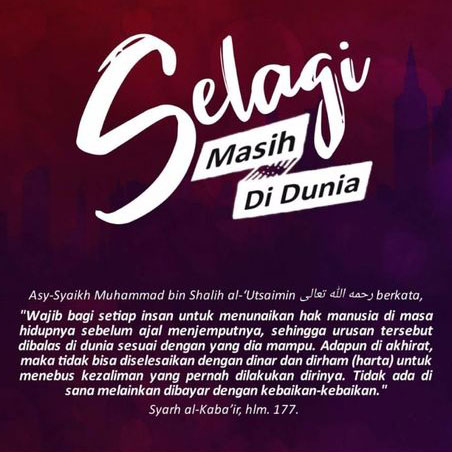 Selagi
Masih
Di Dunia
Asy-Syaikh Muhammad bin Shalih al-‘Utsaimin رحمه الله تعالى berkata,
"Wajib bagi setiap insan untuk menunaikan hak manusia di masa
hidupnya sebelum ajal menjemputnya, sehingga urusan tersebut
dibalas di dunia sesuai dengan yang dia mampu. Adapun di akhirat,
maka tidak bisa diselesaikan dengan dinar dan dirham (harta) untuk
menebus kezaliman yang pernah dilakukan dirinya. Tidak ada di
sana melainkan dibayar dengan kebaikan-kebaikan."
Syarh al-Kaba’ir, hlm. 177.